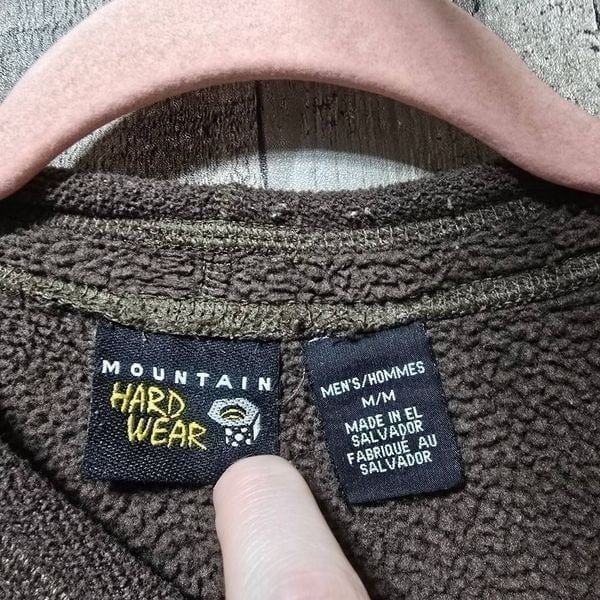 MOUNTAIN
HARD
WEAR
MEN'S/HOMMES
M/M
MADE IN EL
SALVADOR
FABRIQUE AU
SALVADOR